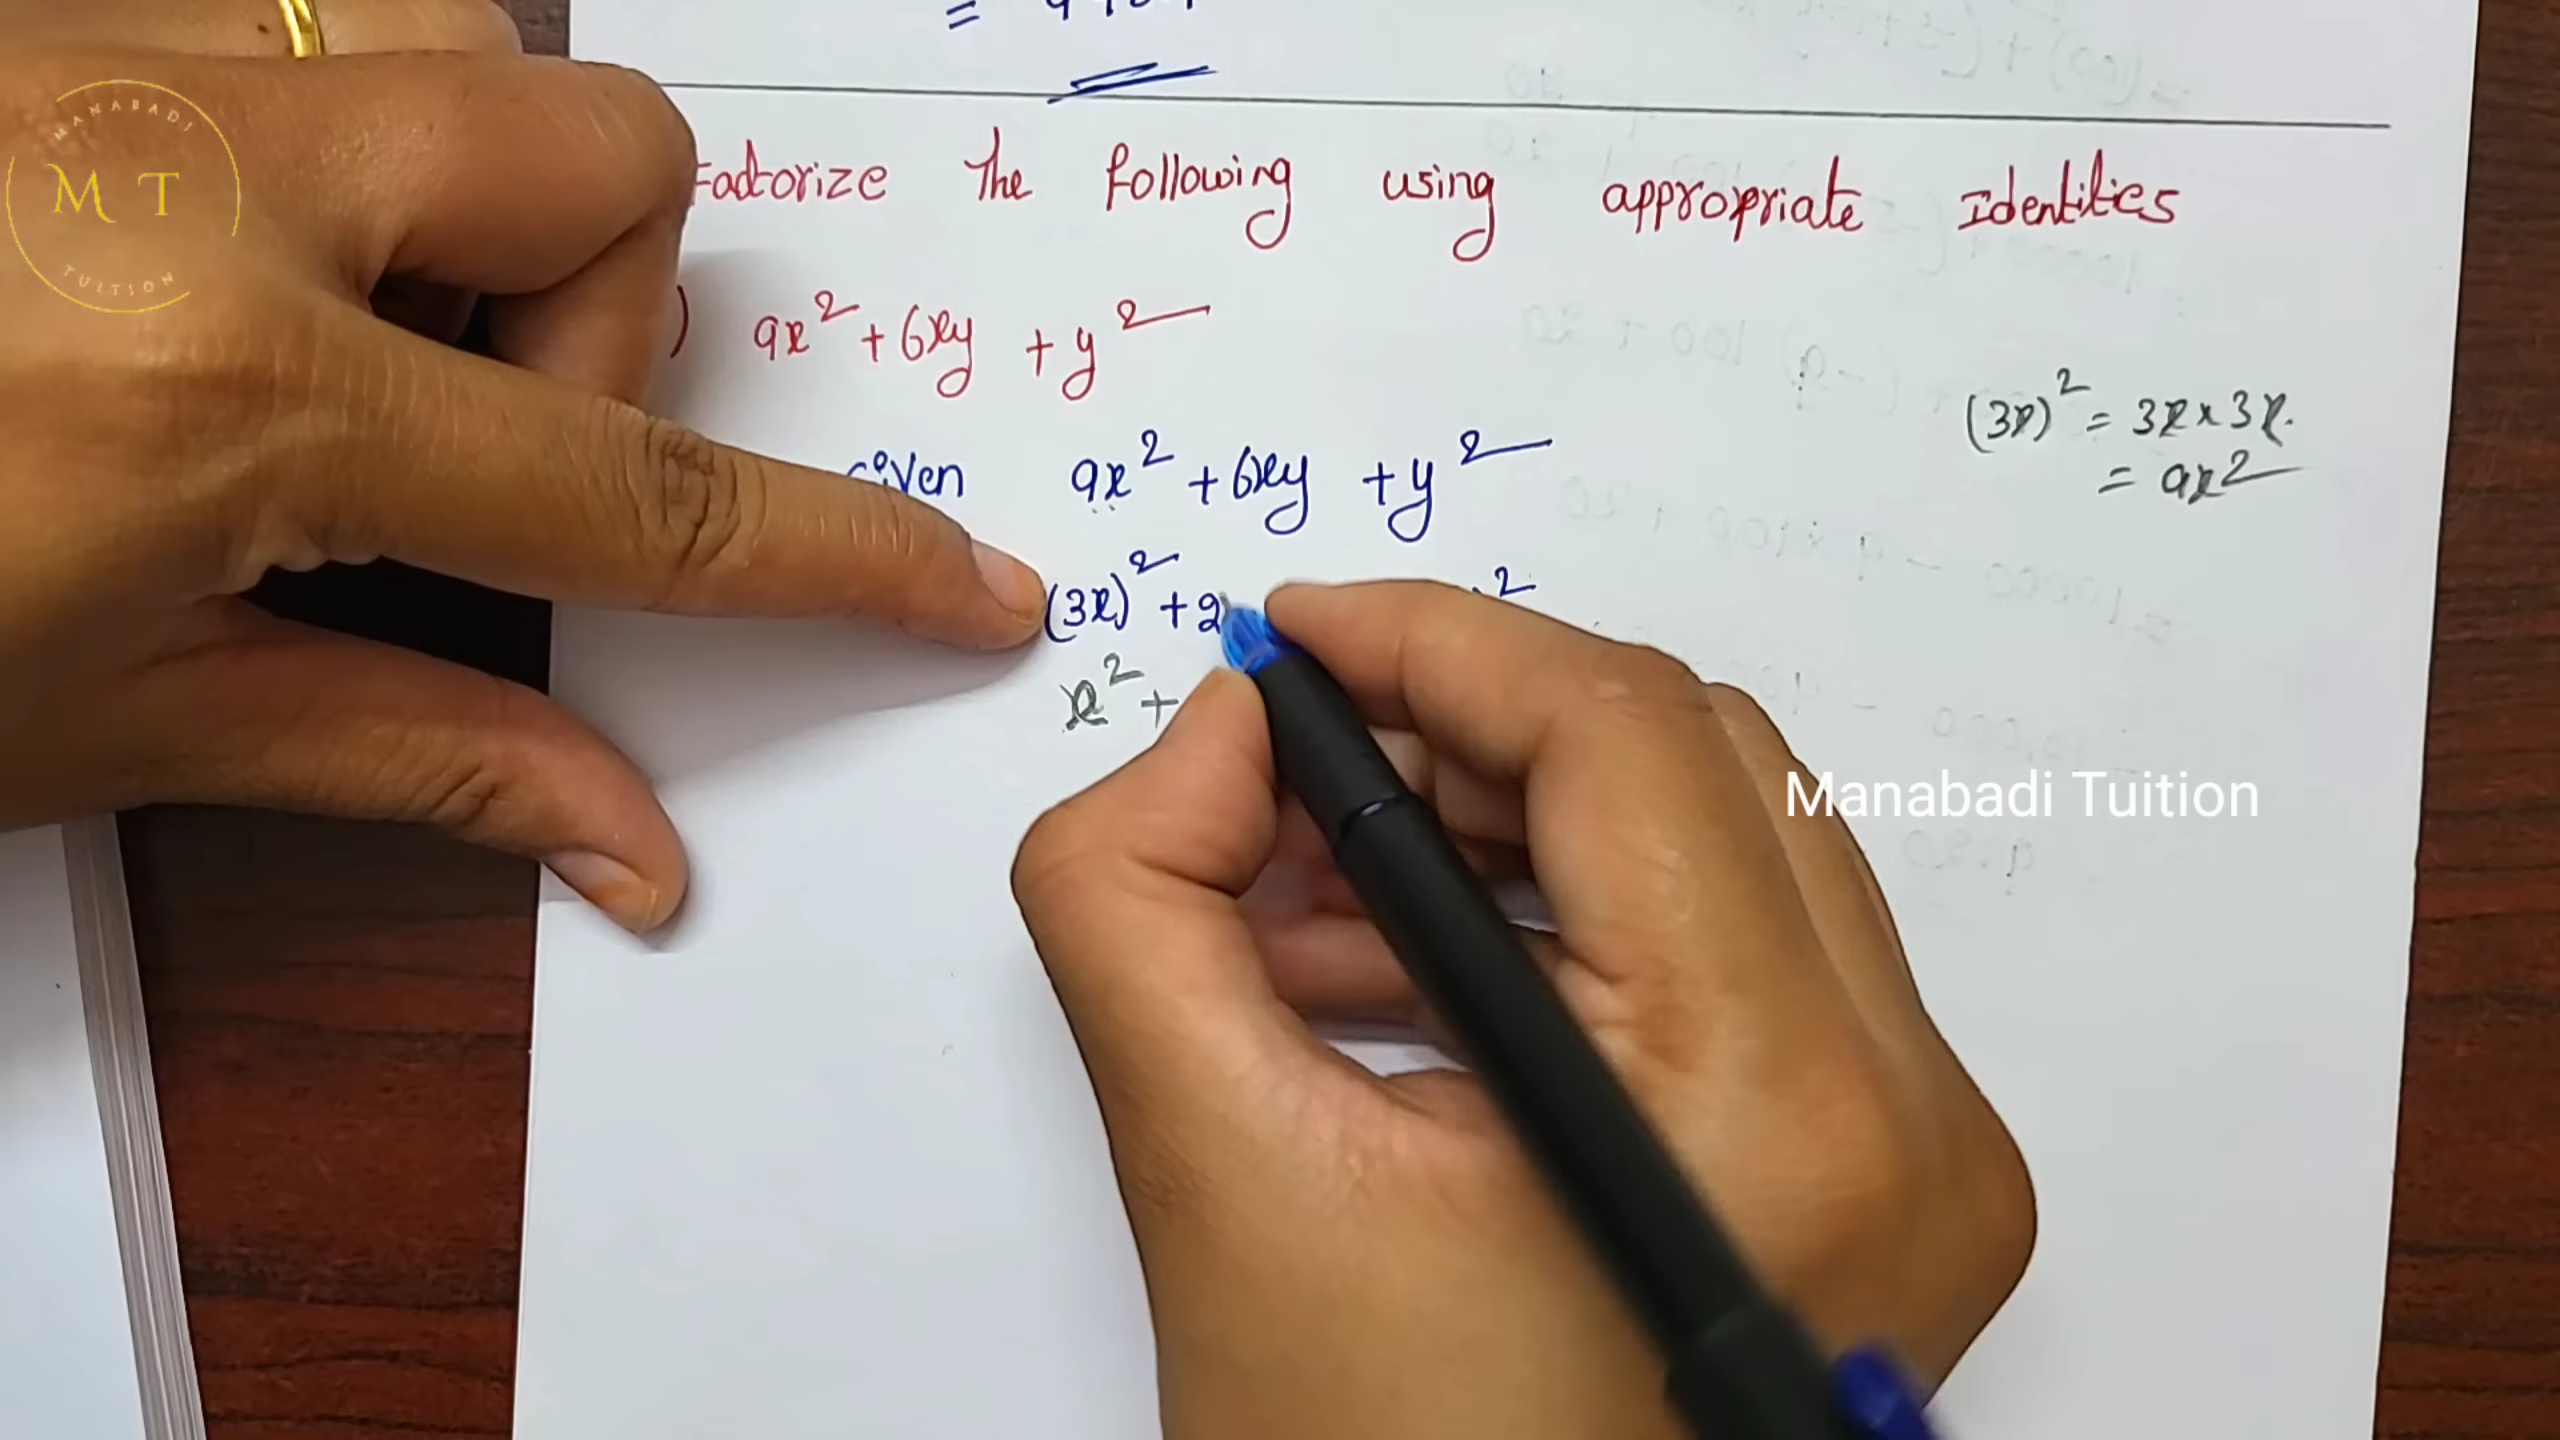 MANABADI
M T
TUITION
Factorize The following using appropriate Identities
) 9x² + 6xy + y²
Given 9x² + 6xy + y²
(3x)² = 3x × 3x.
= 9x²
(3x)² + 2
x² +
Manabadi Tuition